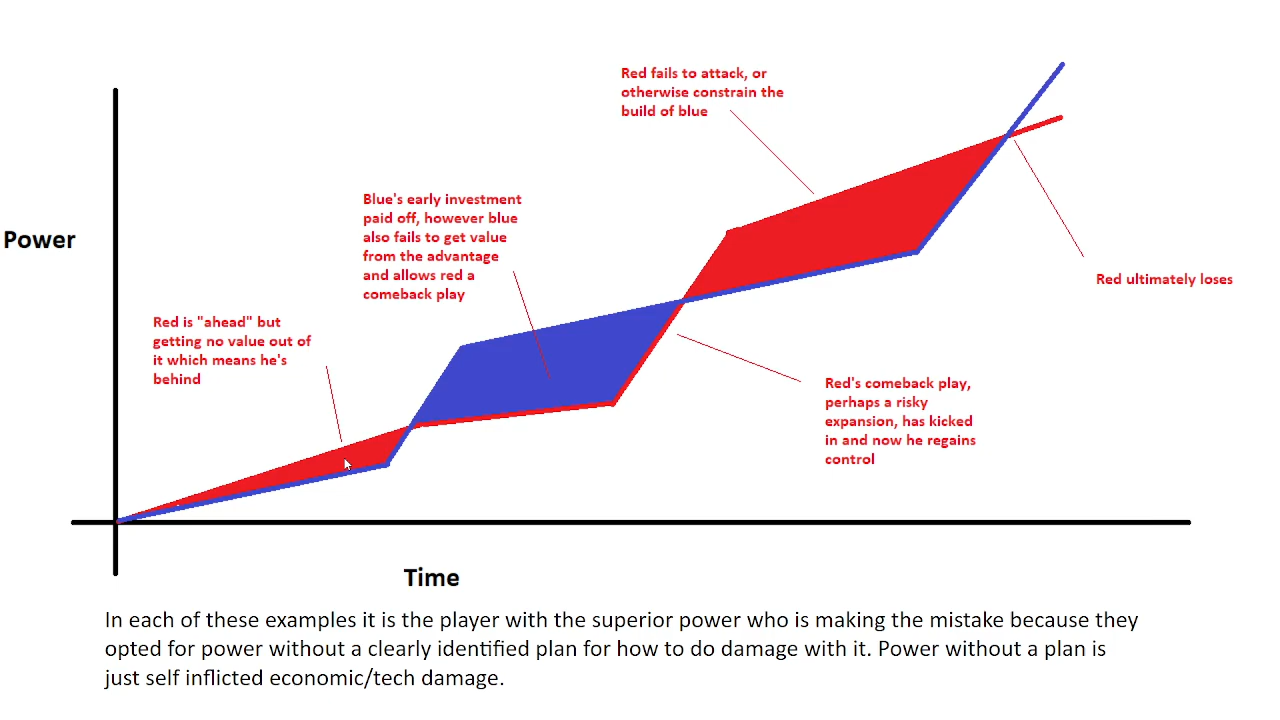 Red fails to attack, or
otherwise constrain the
build of blue
Blue's early investment
paid off, however blue
also fails to get value
from the advantage
and allows red a
comeback play
Power
Red ultimately loses
Red is "ahead" but
getting no value out of
it which means he's
behind
Red's comeback play,
perhaps a risky
expansion, has kicked
in and now he regains
control
Time
In each of these examples it is the player with the superior power who is making the mistake because they
opted for power without a clearly identified plan for how to do damage with it. Power without a plan is
just self inflicted economic/tech damage.